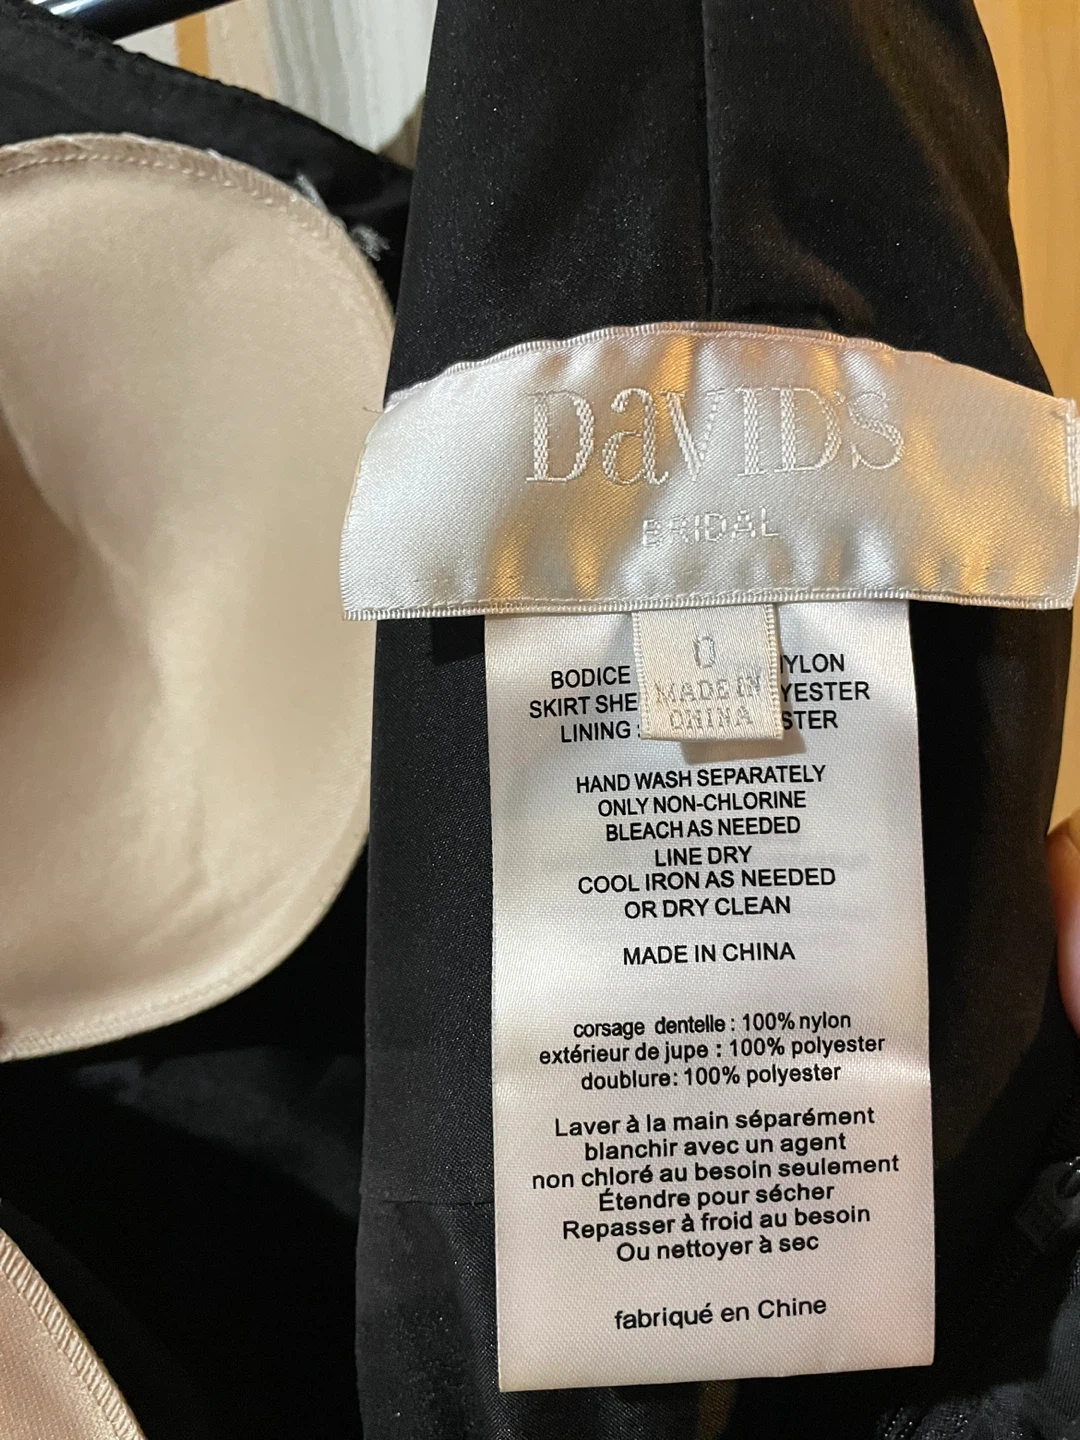 DaVID'S
BRIDAL
0
MADE IN
CHINA
BODICE
YLON
SKIRT SHE
YESTER
LINING :
STER
HAND WASH SEPARATELY
ONLY NON-CHLORINE
BLEACH AS NEEDED
LINE DRY
COOL IRON AS NEEDED
OR DRY CLEAN
MADE IN CHINA
corsage dentelle : 100% nylon
extérieur de jupe : 100% polyester
doublure: 100% polyester
Laver à la main séparément
blanchir avec un agent
non chloré au besoin seulement
Étendre pour sécher
Repasser à froid au besoin
Ou nettoyer à sec
fabriqué en Chine